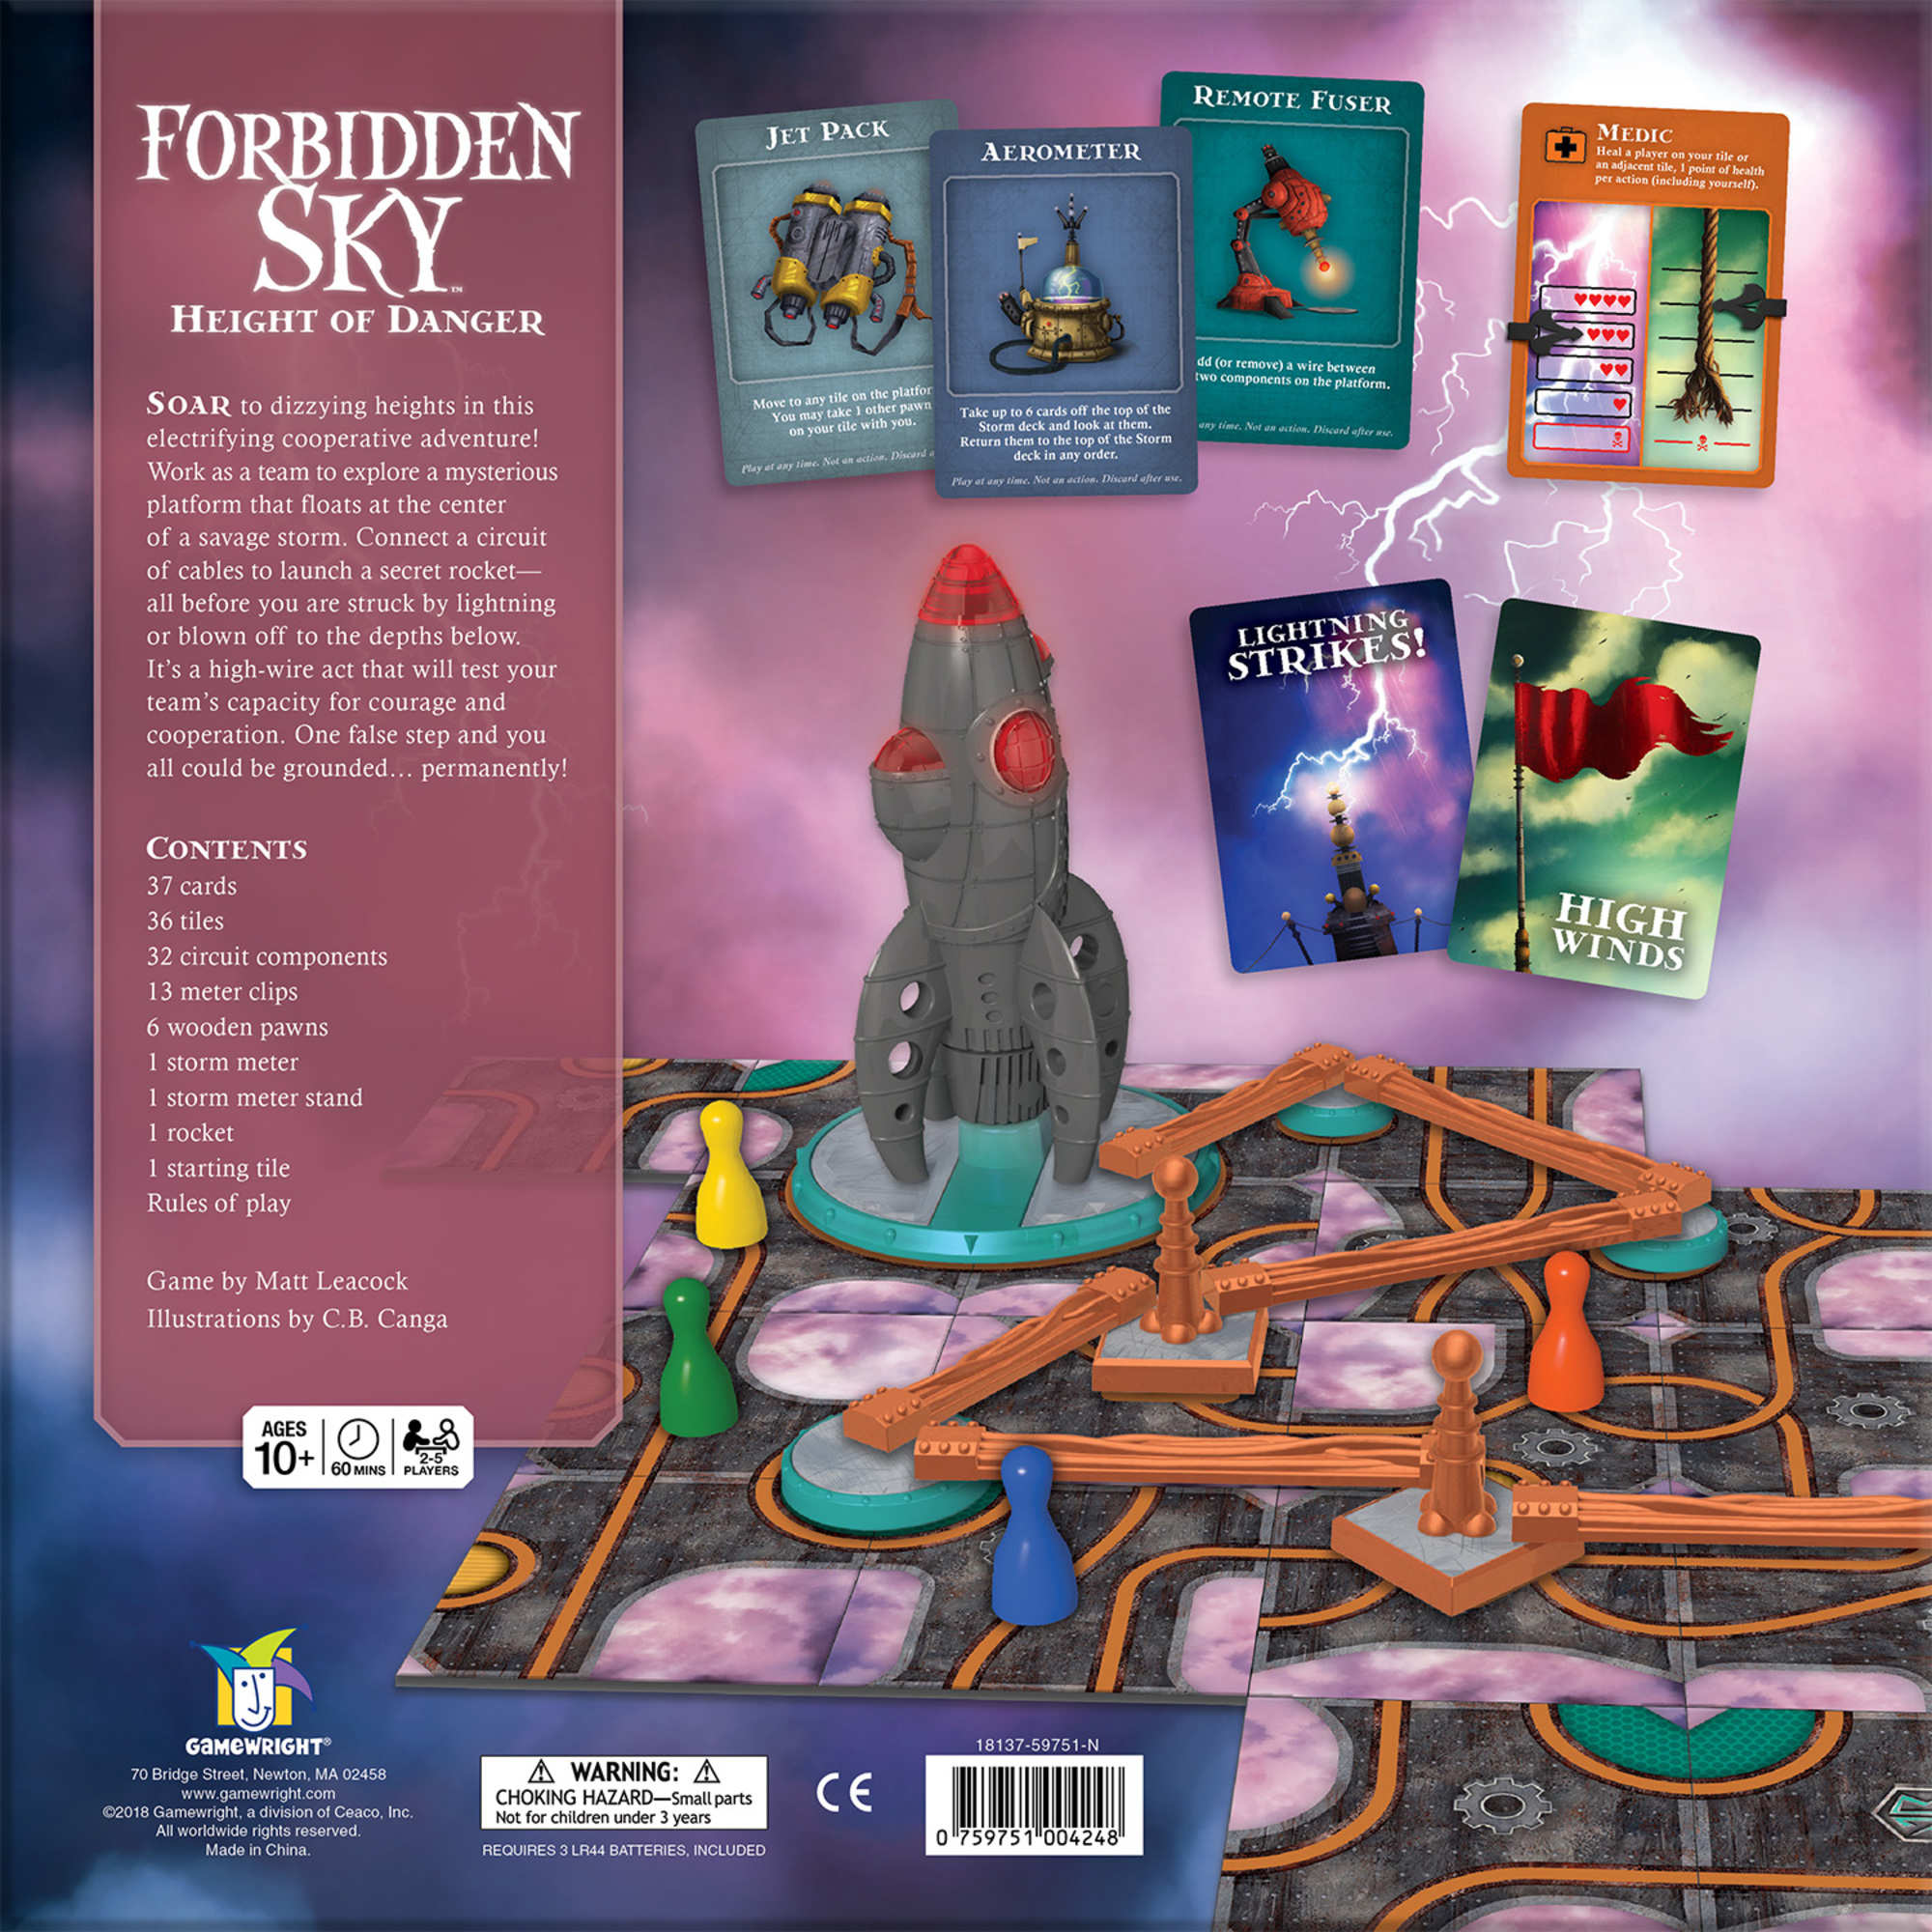 FORBIDDEN
SKY™
HEIGHT OF DANGER
SOAR to dizzying heights in this
electrifying cooperative adventure!
Work as a team to explore a mysterious
platform that floats at the center
of a savage storm. Connect a circuit
of cables to launch a secret rocket—
all before you are struck by lightning
or blown off to the depths below.
It's a high-wire act that will test your
team's capacity for courage and
cooperation. One false step and you
all could be grounded... permanently!
CONTENTS
37 cards
36 tiles
32 circuit components
13 meter clips
6 wooden pawns
1 storm meter
1 storm meter stand
1 rocket
1 starting tile
Rules of play
Game by Matt Leacock
Illustrations by C.B. Canga
AGES
10+
60 MINS
2-5
PLAYERS
JET PACK
Move to any tile on the platfor
You may take 1 other pawn
on your tile with you.
Play at any time. Not an action. Discard a
AEROMETER
Take up to 6 cards off the top of the
Storm deck and look at them.
Return them to the top of the Storm
deck in any order.
Play at any time. Not an action. Discard after use.
REMOTE FUSER
dd (or remove) a wire between
two components on the platform.
any time. Not an action. Discard after use.
MEDIC
Heal a player on your tile or
an adjacent tile, 1 point of health
per action (including yourself).
LIGHTNING
STRIKES!
HIGH
WINDS
GAMEWRIGHT®
70 Bridge Street, Newton, MA 02458
www.gamewright.com
©2018 Gamewright, a division of Ceaco, Inc.
All worldwide rights reserved.
Made in China.
WARNING:
CHOKING HAZARD—Small parts
Not for children under 3 years
REQUIRES 3 LR44 BATTERIES, INCLUDED
CE
18137-59751-N
0 759751 004248